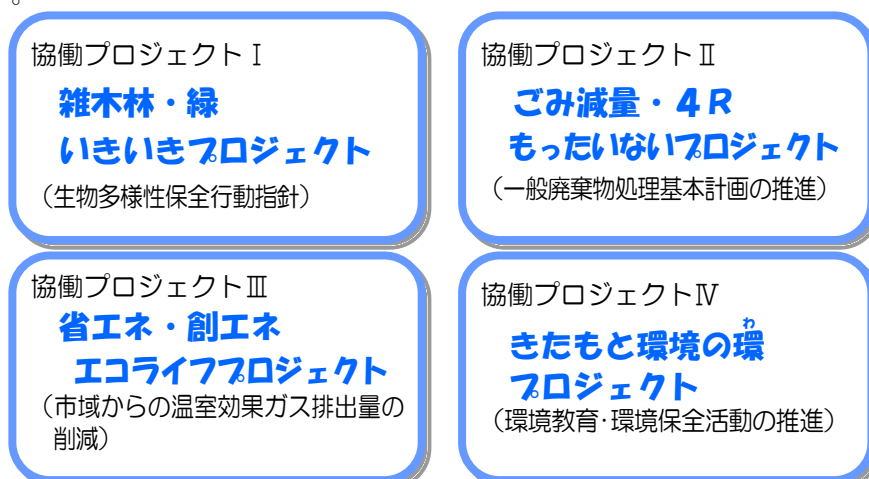 。
協働プロジェクトⅠ
雑木林・緑
いきいきプロジェクト
(生物多様性保全行動指針)
協働プロジェクトⅡ
ごみ減量・4R
もったいないプロジェクト
(一般廃棄物処理基本計画の推進)
協働プロジェクトⅢ
省エネ・創エネ
エコライフプロジェクト
(市域からの温室効果ガス排出量の
削減)
協働プロジェクトⅣ
わ
きたもと環境の環
プロジェクト
(環境教育・環境保全活動の推進)